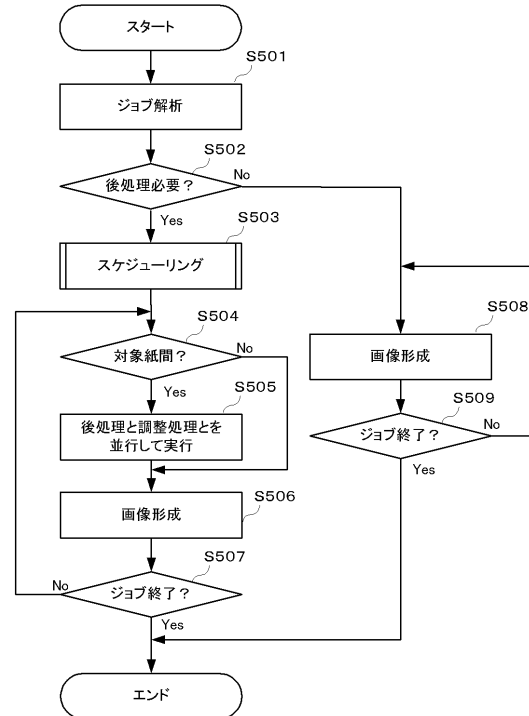 スタート
S501
ジョブ解析
S502
後処理必要？
No
Yes
S503
スケジューリング
S504
対象紙間？
No
Yes
S505
後処理と調整処理とを
並行して実行
S506
画像形成
S507
ジョブ終了？
No
Yes
エンド
S508
画像形成
S509
ジョブ終了？
No
Yes